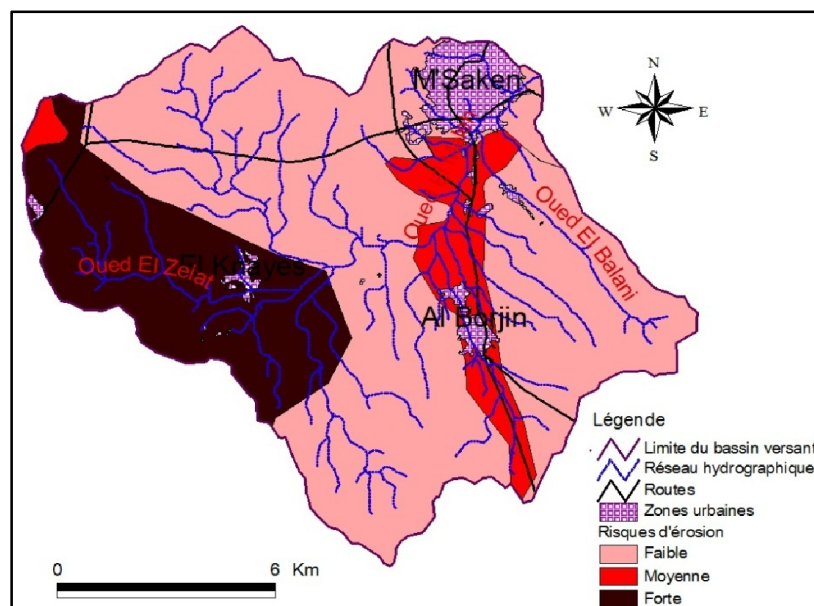 M'Saken
N
W
E
S
Oued
Oued El Balani
Oued El Zelar
El Knayes
Al Borjin
Légende
Limite du bassin versant
Réseau hydrographique
Routes
Zones urbaines
Risques d'érosion
Faible
Moyenne
Forte
0 6 Km